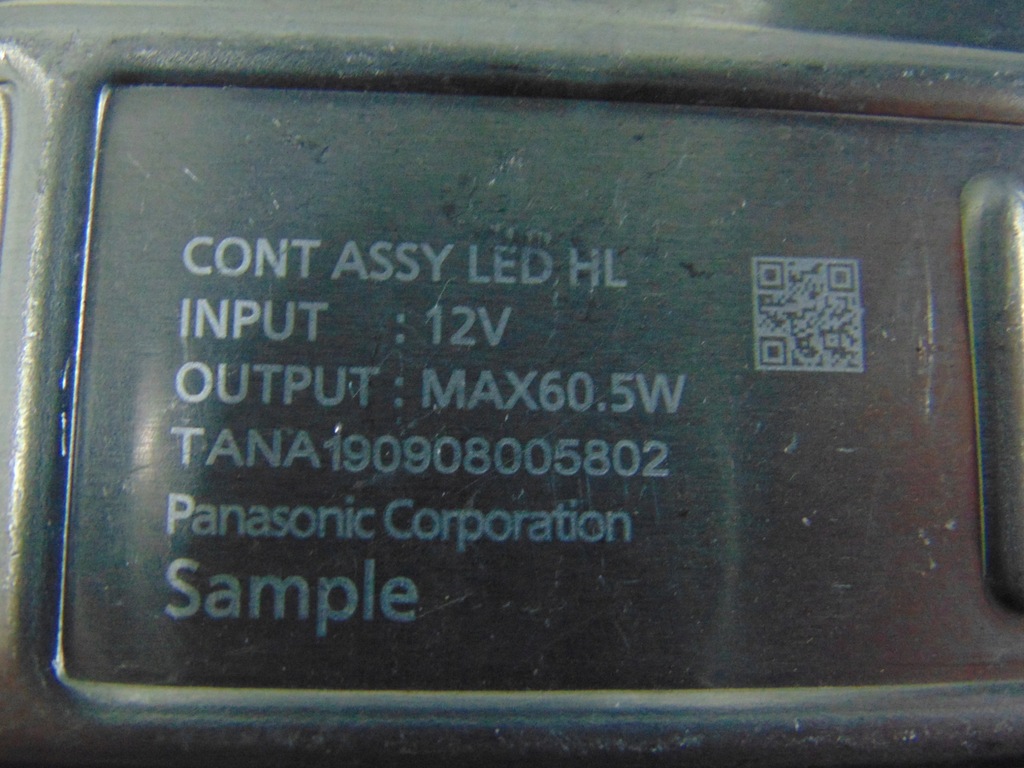 CONT ASSY LED HL
INPUT : 12V
OUTPUT : MAX60.5W
TANA190908005802
Panasonic Corporation
Sample